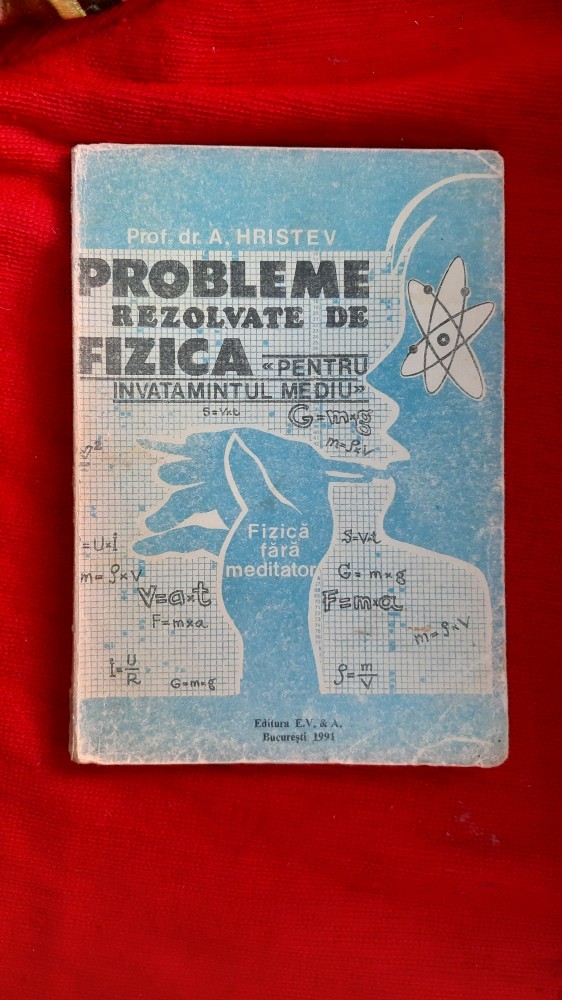 Prof. dr. A. HRISTEV
PROBLEME
REZOLVATE DE
FIZICA «PENTRU
INVATAMINTUL MEDIU»
S=V×t
G=m×g
m=ρ×V
Fizică
fără
meditator
=U×I
m=ρ×V
V=a×t
F=m×a
I=U/R
G=m×g
S=V×t
G=m×g
F=m×a
m=ρ×V
ρ=m/V
Editura E.V. & A.
București 1991